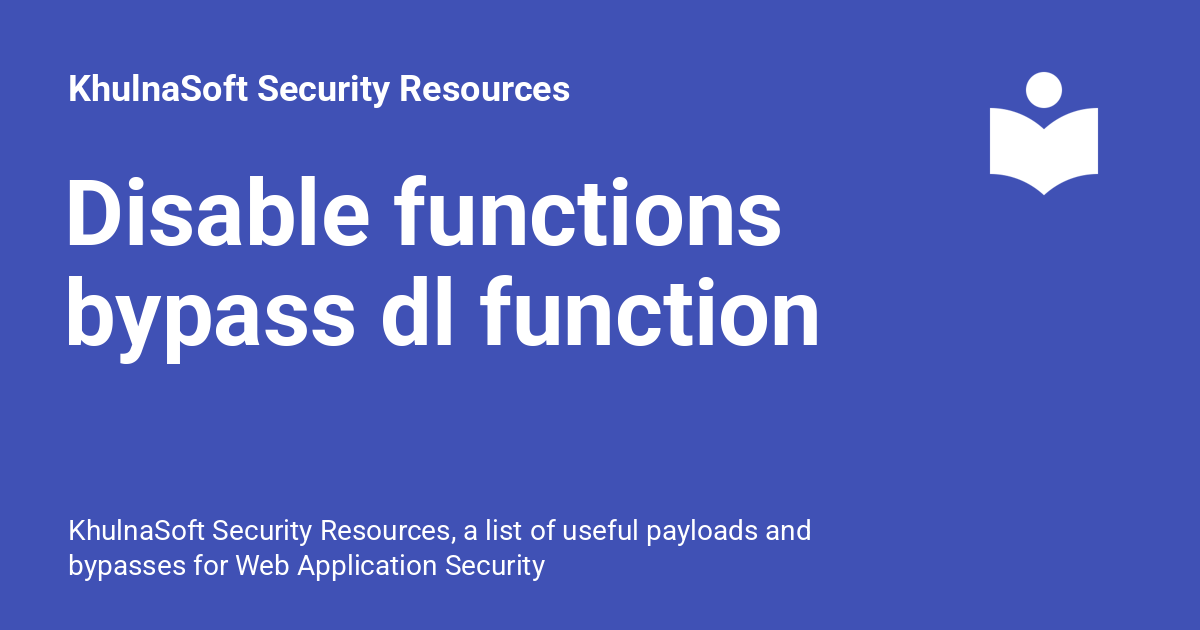 KhulnaSoft Security Resources
Disable functions
bypass dl function
KhulnaSoft Security Resources, a list of useful payloads and
bypasses for Web Application Security